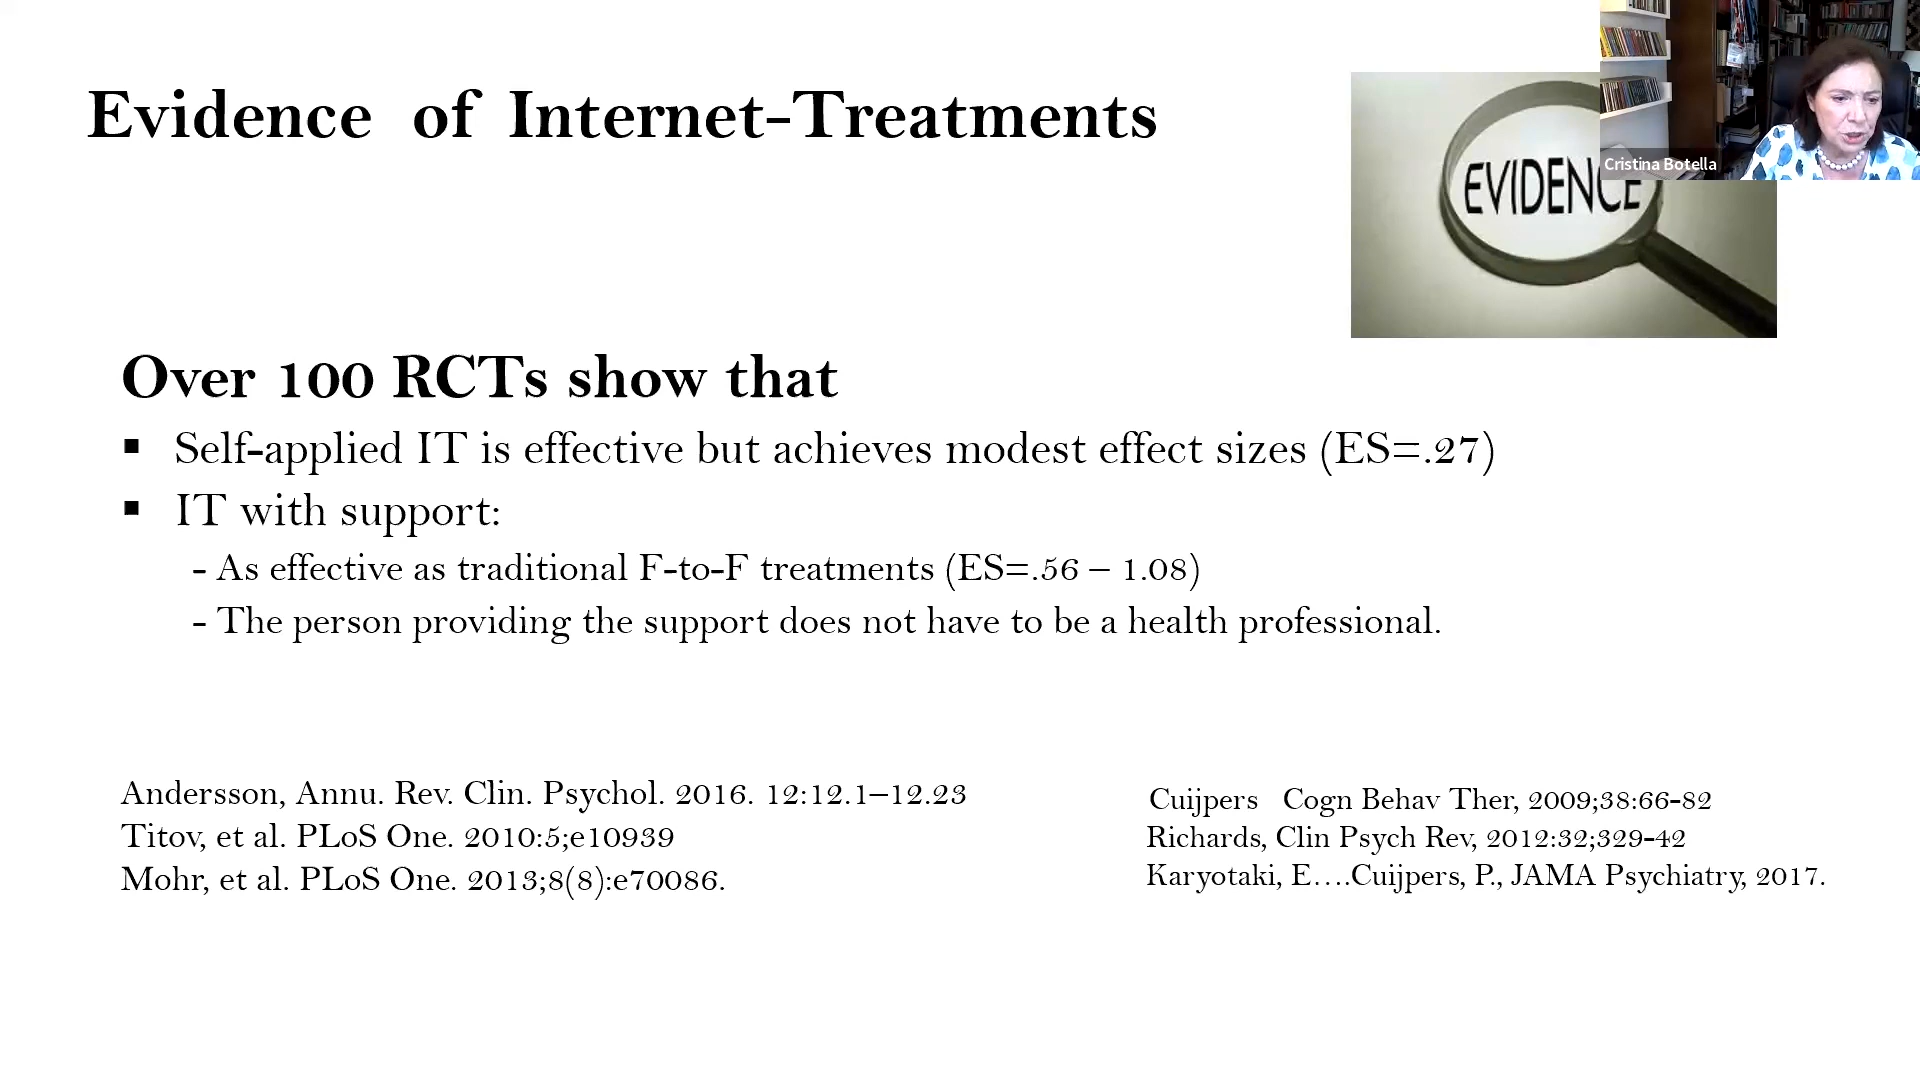 Evidence of Internet-Treatments
EVIDENCE
Cristina Botella
Over 100 RCTs show that
▪ Self-applied IT is effective but achieves modest effect sizes (ES=.27)
▪ IT with support:
- As effective as traditional F-to-F treatments (ES=.56 – 1.08)
- The person providing the support does not have to be a health professional.
Andersson, Annu. Rev. Clin. Psychol. 2016. 12:12.1–12.23
Titov, et al. PLoS One. 2010:5;e10939
Mohr, et al. PLoS One. 2013;8(8):e70086.
Cuijpers Cogn Behav Ther, 2009;38:66-82
Richards, Clin Psych Rev, 2012:32;329-42
Karyotaki, E….Cuijpers, P., JAMA Psychiatry, 2017.